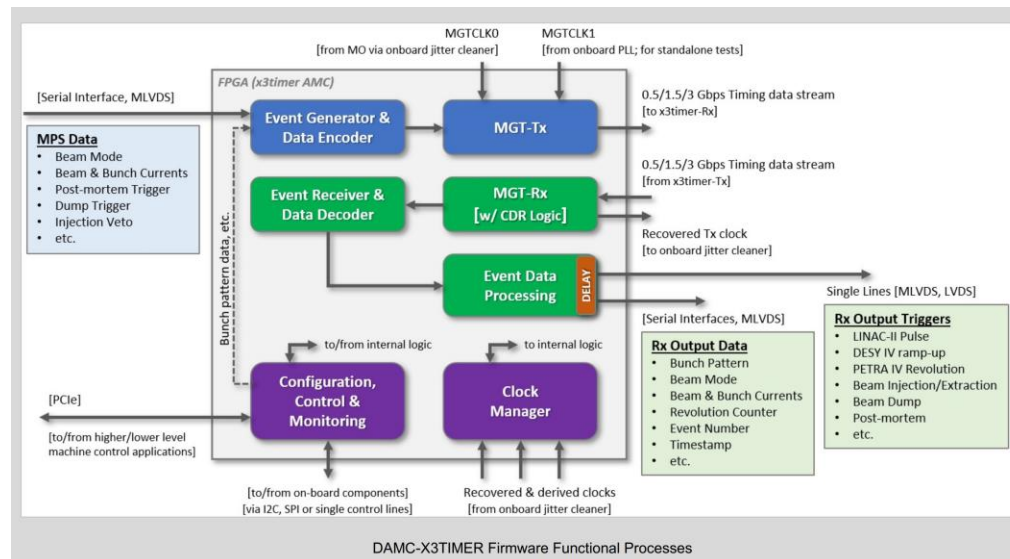 MGTCLK0
[from MO via onboard jitter cleaner]
MGTCLK1
[from onboard PLL; for standalone tests]
FPGA (x3timer AMC)
[Serial Interface, MLVDS]
MPS Data
• Beam Mode
• Beam & Bunch Currents
• Post-mortem Trigger
• Dump Trigger
• Injection Veto
• etc.
Bunch pattern data, etc.
Event Generator &
Data Encoder
MGT-Tx
0.5/1.5/3 Gbps Timing data stream
[to x3timer-Rx]
Event Receiver &
Data Decoder
MGT-Rx
[w/ CDR Logic]
0.5/1.5/3 Gbps Timing data stream
[from x3timer-Tx]
Recovered Tx clock
[to onboard jitter cleaner]
Event Data
Processing
DELAY
Single Lines [MLVDS, LVDS]
Rx Output Triggers
• LINAC-II Pulse
• DESY IV ramp-up
• PETRA IV Revolution
• Beam Injection/Extraction
• Beam Dump
• Post-mortem
• etc.
[Serial Interfaces, MLVDS]
Rx Output Data
• Bunch Pattern
• Beam Mode
• Beam & Bunch Currents
• Revolution Counter
• Event Number
• Timestamp
• etc.
to/from internal logic
Configuration,
Control &
Monitoring
to internal logic
Clock
Manager
[PCIe]
[to/from higher/lower level
machine control applications]
[to/from on-board components]
[via I2C, SPI or single control lines]
Recovered & derived clocks
[from onboard jitter cleaner]
DAMC-X3TIMER Firmware Functional Processes